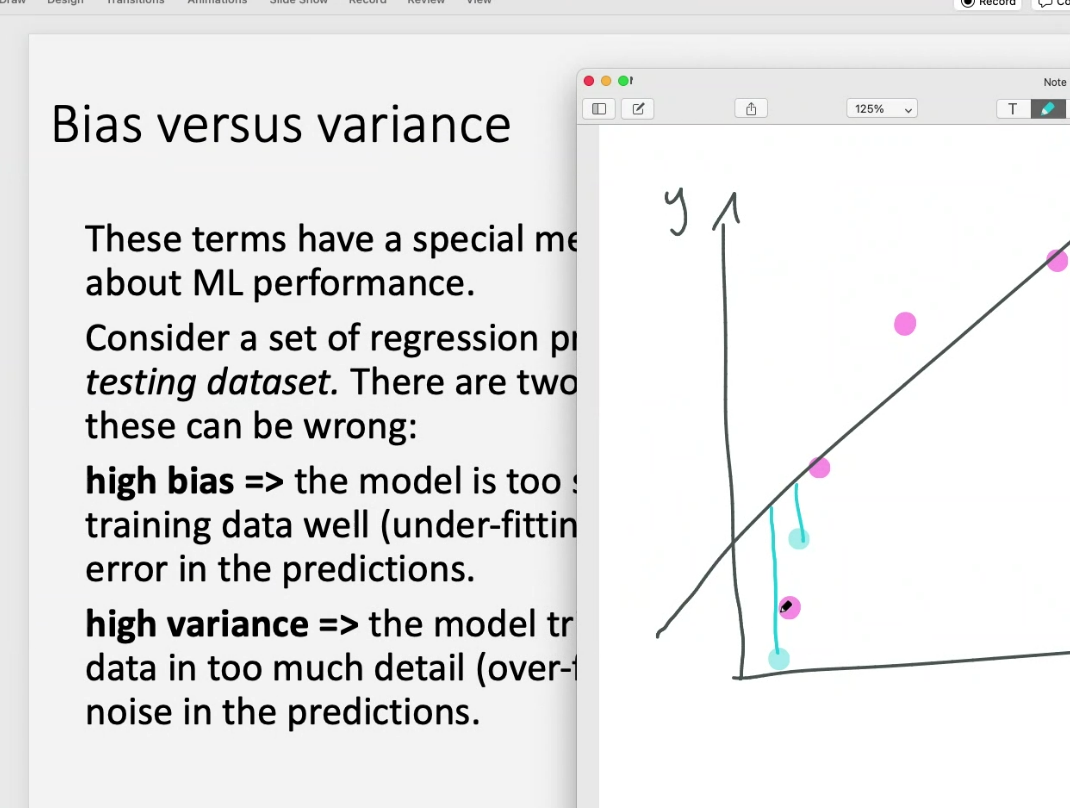 Draw Design Transitions Animations Slide Show Record Review View
Record
Bias versus variance
These terms have a special
about ML performance.
Consider a set of regression
testing dataset. There are two
these can be wrong:
high bias => the model is too
training data well (under-fittin
error in the predictions.
high variance => the model tr
data in too much detail (over-
noise in the predictions.
Note
125%
T
y